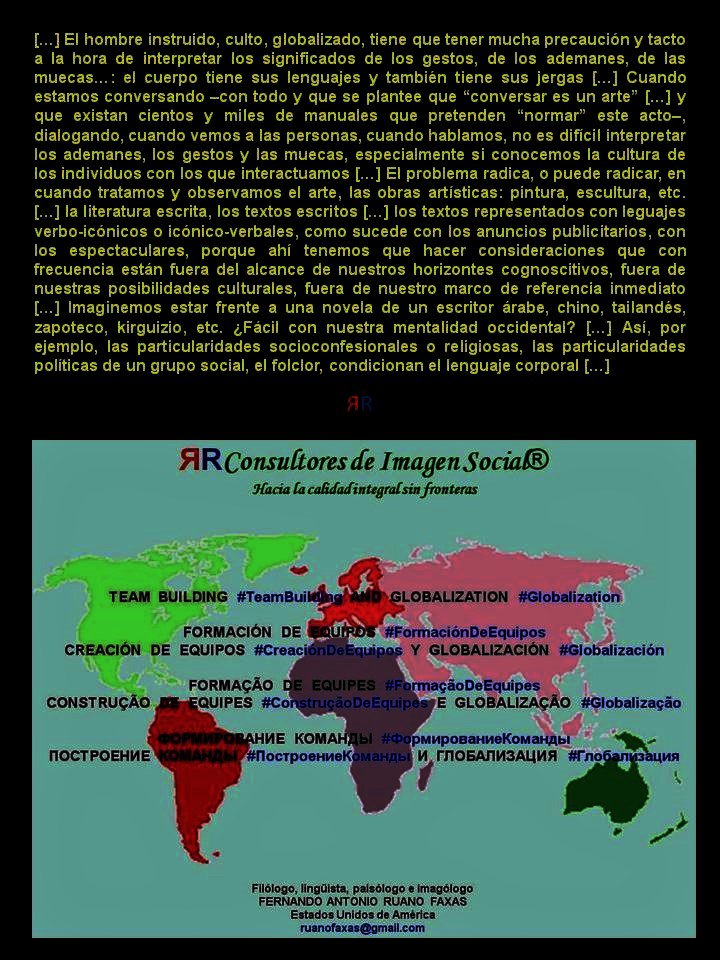 [...] El hombre instruido, culto, globalizado, tiene que tener mucha precaución y tacto
a la hora de interpretar los significados de los gestos, de los ademanes, de las
muecas...: el cuerpo tiene sus lenguajes y también tiene sus jergas [...] Cuando
estamos conversando –con todo y que se plantee que “conversar es un arte” [...] y
que existan cientos y miles de manuales que pretenden “normar” este acto–,
dialogando, cuando vemos a las personas, cuando hablamos, no es difícil interpretar
los ademanes, los gestos y las muecas, especialmente si conocemos la cultura de
los individuos con los que interactuamos [...] El problema radica, o puede radicar, en
cuando tratamos y observamos el arte, las obras artísticas: pintura, escultura, etc.
[...] la literatura escrita, los textos escritos [...] los textos representados con leguajes
verbo-icónicos o icónico-verbales, como sucede con los anuncios publicitarios, con
los espectaculares, porque ahí tenemos que hacer consideraciones que con
frecuencia están fuera del alcance de nuestros horizontes cognoscitivos, fuera de
nuestras posibilidades culturales, fuera de nuestro marco de referencia inmediato
[...] Imaginemos estar frente a una novela de un escritor árabe, chino, tailandés,
zapoteco, kirguizio, etc. ¿Fácil con nuestra mentalidad occidental? [...] Así, por
ejemplo, las particularidades socioconfesionales o religiosas, las particularidades
políticas de un grupo social, el folclor, condicionan el lenguaje corporal [...]
ЯR
ЯR Consultores de Imagen Social®
Hacia la calidad integral sin fronteras
TEAM BUILDING #TeamBuilding AND GLOBALIZATION #Globalization
FORMACIÓN DE EQUIPOS #FormaciónDeEquipos
CREACIÓN DE EQUIPOS #CreaciónDeEquipos Y GLOBALIZACIÓN #Globalización
FORMAÇÃO DE EQUIPES #FormaçãoDeEquipes
CONSTRUÇÃO DE EQUIPES #ConstruçãoDeEquipes E GLOBALIZAÇÃO #Globalização
ФОРМИРОВАНИЕ КОМАНДЫ #ФормированиеКоманды
ПОСТРОЕНИЕ КОМАНДЫ #ПостроениеКоманды И ГЛОБАЛИЗАЦИЯ #Глобализация
Filólogo, lingüista, paisólogo e imagólogo
FERNANDO ANTONIO RUANO FAXAS
Estados Unidos de América
ruanofaxas@gmail.com